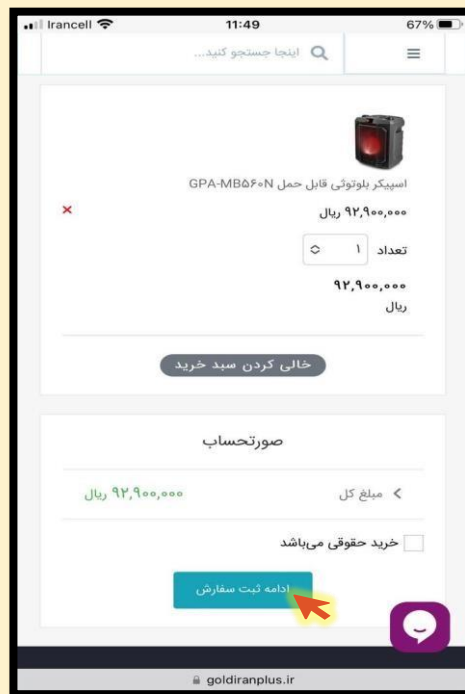 Irancell 11:49 67%
اینجا جستجو کنید...
اسپیکر بلوتوثی قابل حمل GPA-MB۵۶۰N
۹۲,۹۰۰,۰۰۰ ریال
تعداد ۱
۹۲,۹۰۰,۰۰۰
ریال
خالی کردن سبد خرید
صورتحساب
مبلغ کل ۹۲,۹۰۰,۰۰۰ ریال
خرید حقوقی می‌باشد
ادامه ثبت سفارش
goldiranplus.ir